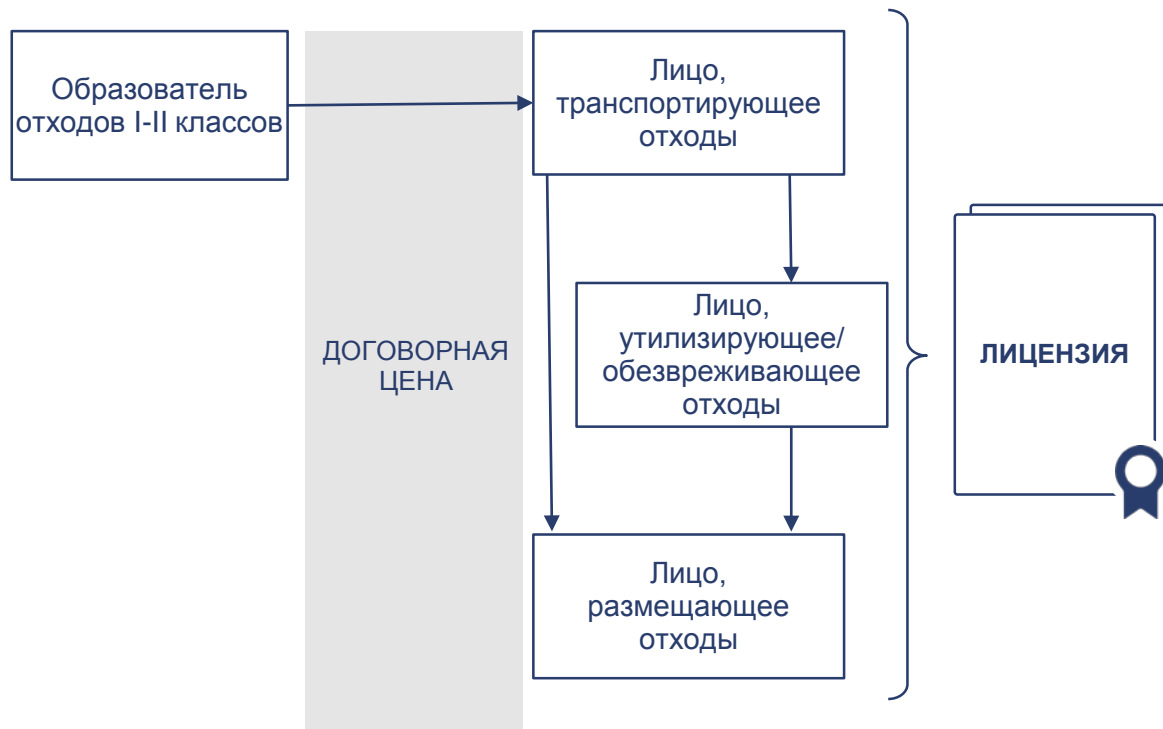 Образователь
отходов I-II классов
Лицо,
транспортирующее
отходы
ДОГОВОРНАЯ
ЦЕНА
Лицо,
утилизирующее/
обезвреживающее
отходы
ЛИЦЕНЗИЯ
Лицо,
размещающее
отходы